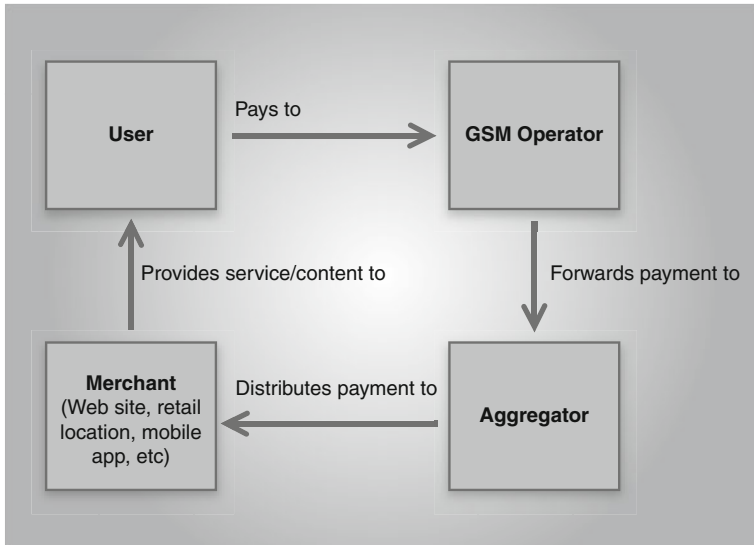 User
Pays to
GSM Operator
Provides service/content to
Forwards payment to
Merchant
(Web site, retail
location, mobile
app, etc)
Distributes payment to
Aggregator